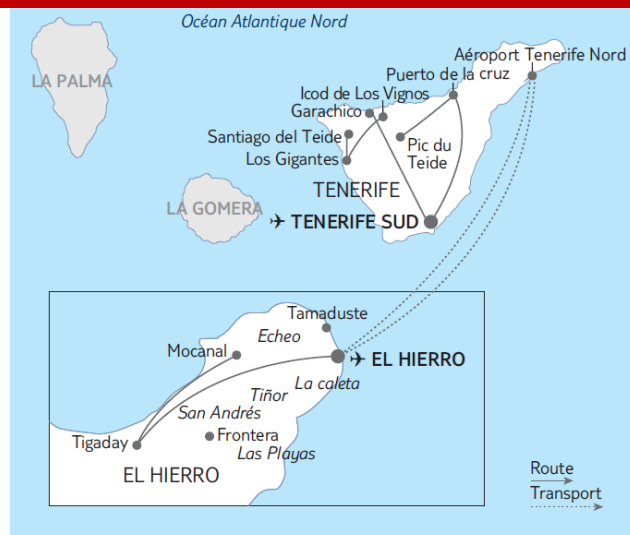 Océan Atlantique Nord
LA PALMA
Aéroport Tenerife Nord
Puerto de la cruz
Icod de Los Vignos
Garachico
Santiago del Teide
Los Gigantes
Pic du
Teide
TENERIFE
LA GOMERA
TENERIFE SUD
Tamaduste
Echeo
Mocanal
EL HIERRO
La caleta
Tiñor
San Andrés
Frontera
Tigaday
Las Playas
EL HIERRO
Route
Transport